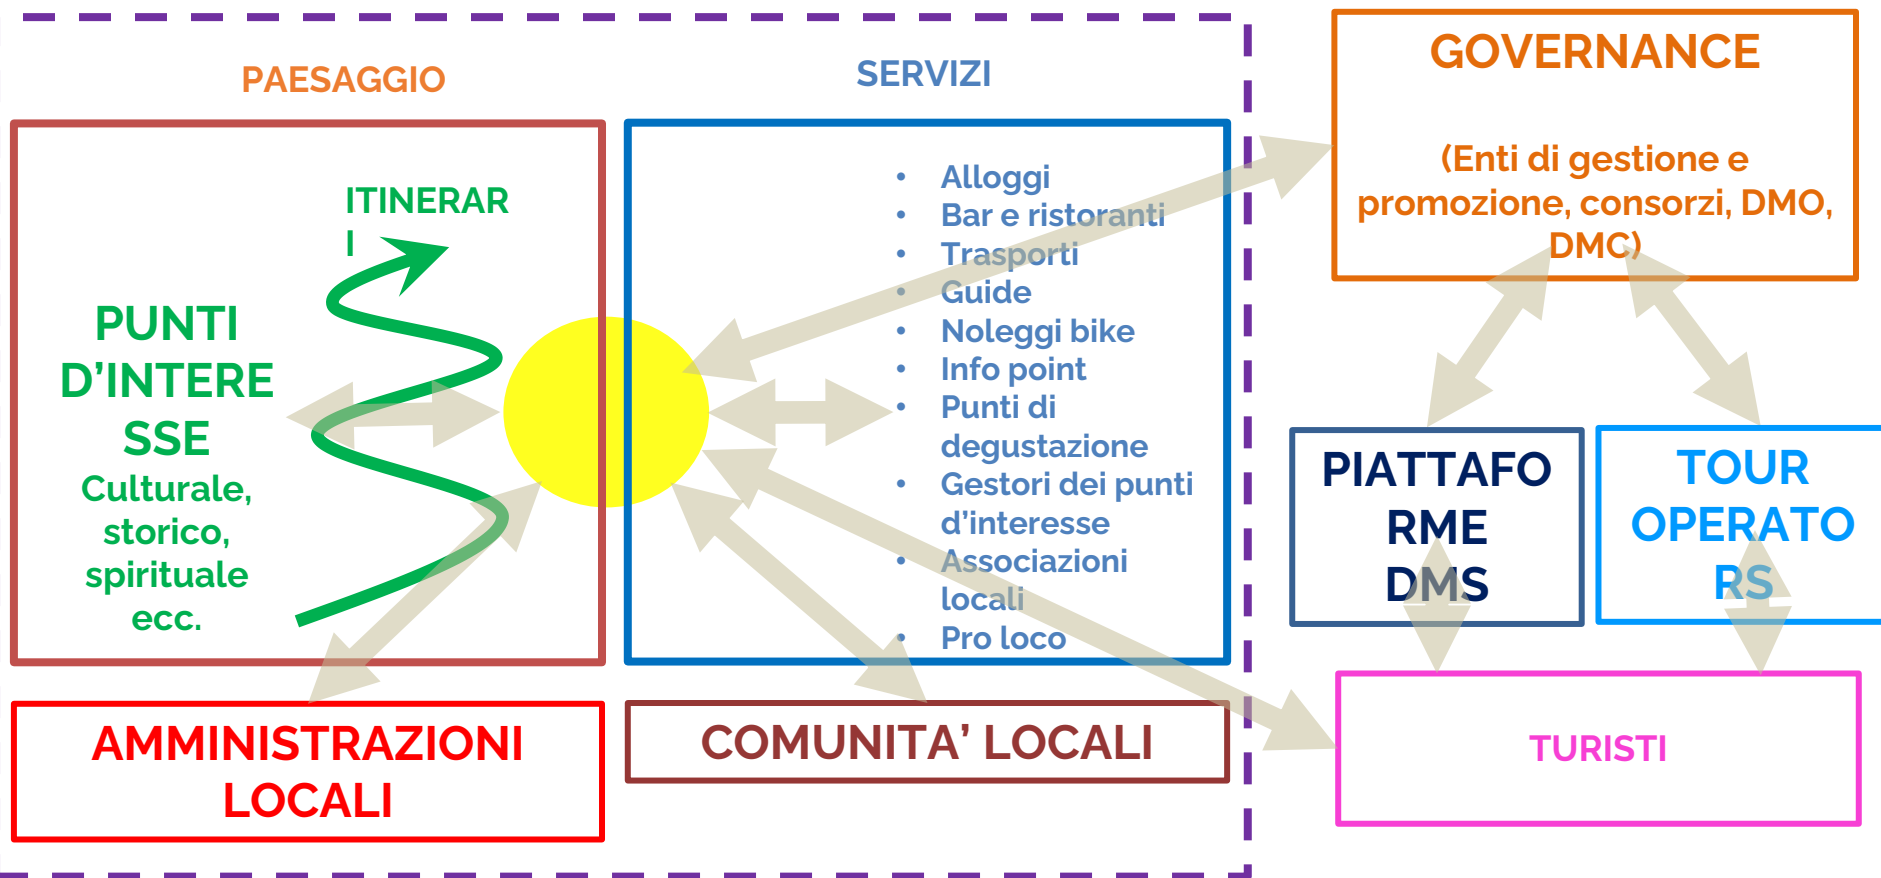 PAESAGGIO
SERVIZI
ITINERAR
I
PUNTI
D’INTERE
SSE
Culturale,
storico,
spirituale
ecc.
• Alloggi
• Bar e ristoranti
• Trasporti
• Guide
• Noleggi bike
• Info point
• Punti di
degustazione
• Gestori dei punti
d’interesse
• Associazioni
locali
• Pro loco
AMMINISTRAZIONI
LOCALI
COMUNITA’ LOCALI
GOVERNANCE
(Enti di gestione e
promozione, consorzi, DMO,
DMC)
PIATTAFO
RME
DMS
TOUR
OPERATO
RS
TURISTI